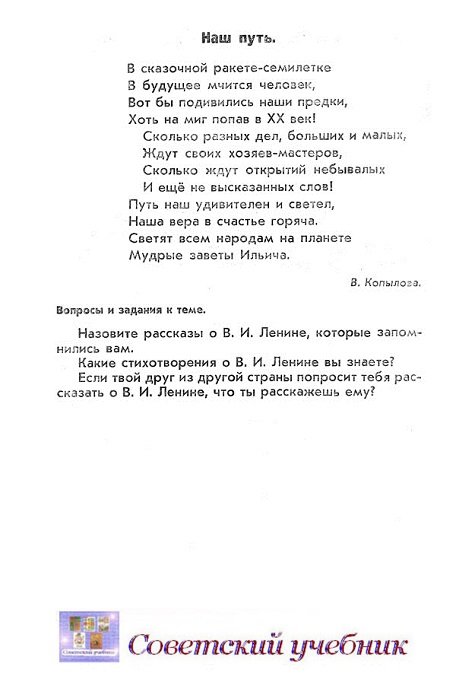 Наш путь.
В сказочной ракете-семилетке
В будущее мчится человек,
Вот бы подивились наши предки,
Хоть на миг попав в XX век!
Сколько разных дел, больших и малых,
Ждут своих хозяев-мастеров,
Сколько ждут открытий небывалых
И ещё не высказанных слов!
Путь наш удивителен и светел,
Наша вера в счастье горяча.
Светят всем народам на планете
Мудрые заветы Ильича.
В. Копылова.
Вопросы и задания к теме.
Назовите рассказы о В. И. Ленине, которые запом-
нились вам.
Какие стихотворения о В. И. Ленине вы знаете?
Если твой друг из другой страны попросит тебя рас-
сказать о В. И. Ленине, что ты расскажешь ему?
Советский учебник
Советский учебник